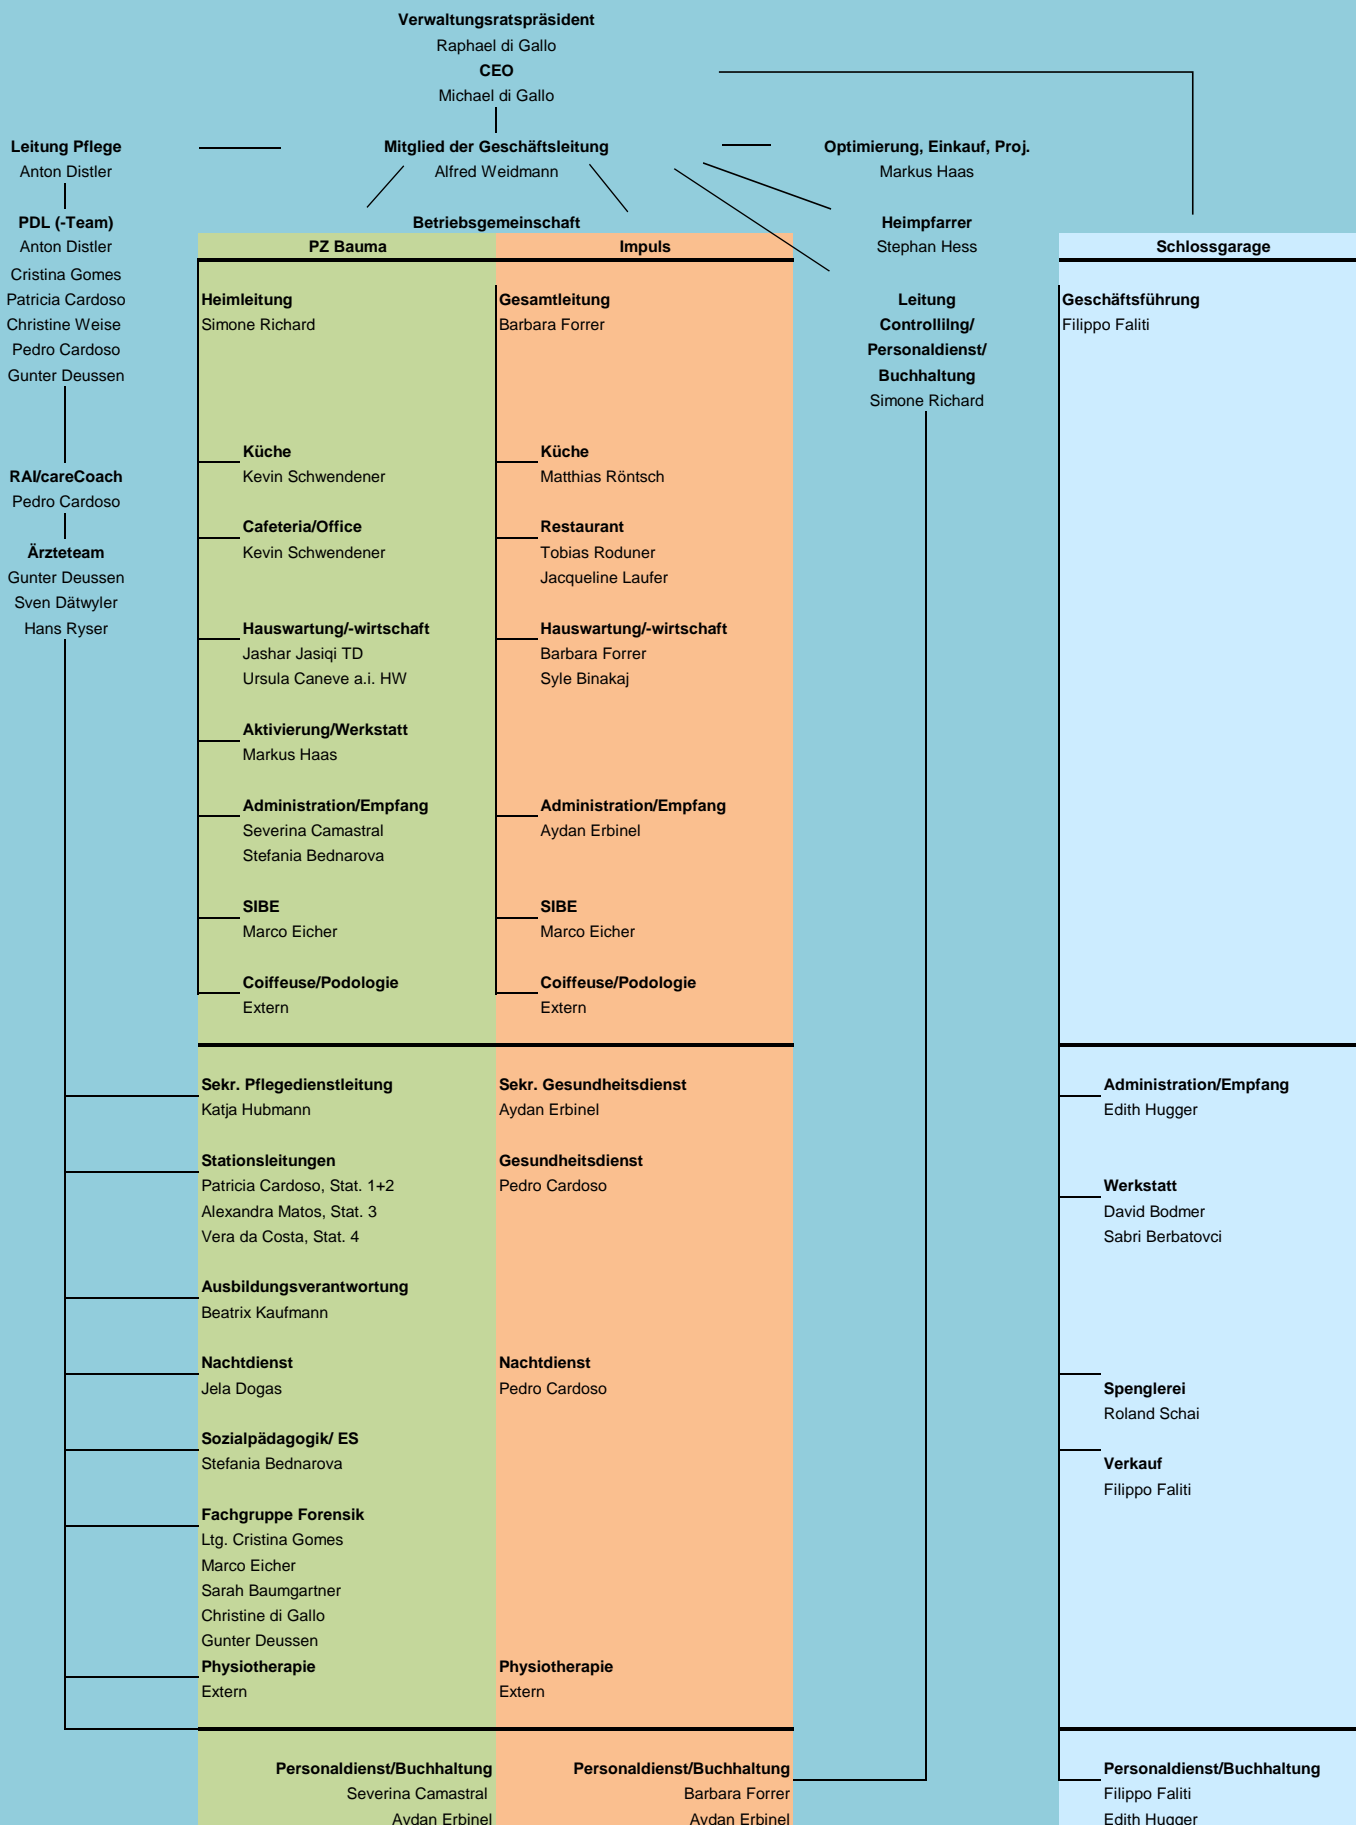 Verwaltungsratspräsident
Raphael di Gallo
CEO
Michael di Gallo
Leitung Pflege
Anton Distler
Mitglied der Geschäftsleitung
Alfred Weidmann
Optimierung, Einkauf, Proj.
Markus Haas
PDL (-Team)
Anton Distler
Cristina Gomes
Patricia Cardoso
Christine Weise
Pedro Cardoso
Gunter Deussen
RAI/careCoach
Pedro Cardoso
Ärzteteam
Gunter Deussen
Sven Dätwyler
Hans Ryser
Betriebsgemeinschaft
PZ Bauma
Heimleitung
Simone Richard
Küche
Kevin Schwendener
Cafeteria/Office
Kevin Schwendener
Hauswartung/-wirtschaft
Jashar Jasiqi TD
Ursula Caneve a.i. HW
Aktivierung/Werkstatt
Markus Haas
Administration/Empfang
Severina Camastral
Stefania Bednarova
SIBE
Marco Eicher
Coiffeuse/Podologie
Extern
Sekr. Pflegedienstleitung
Katja Hubmann
Stationsleitungen
Patricia Cardoso, Stat. 1+2
Alexandra Matos, Stat. 3
Vera da Costa, Stat. 4
Ausbildungsverantwortung
Beatrix Kaufmann
Nachtdienst
Jela Dogas
Sozialpädagogik/ ES
Stefania Bednarova
Fachgruppe Forensik
Ltg. Cristina Gomes
Marco Eicher
Sarah Baumgartner
Christine di Gallo
Gunter Deussen
Physiotherapie
Extern
Personaldienst/Buchhaltung
Severina Camastral
Aydan Erbinel
Impuls
Gesamtleitung
Barbara Forrer
Küche
Matthias Röntsch
Restaurant
Tobias Roduner
Jacqueline Laufer
Hauswartung/-wirtschaft
Barbara Forrer
Syle Binakaj
Administration/Empfang
Aydan Erbinel
SIBE
Marco Eicher
Coiffeuse/Podologie
Extern
Sekr. Gesundheitsdienst
Aydan Erbinel
Gesundheitsdienst
Pedro Cardoso
Nachtdienst
Pedro Cardoso
Physiotherapie
Extern
Personaldienst/Buchhaltung
Barbara Forrer
Aydan Erbinel
Heimpfarrer
Stephan Hess
Leitung
Controllilng/
Personaldienst/
Buchhaltung
Simone Richard
Schlossgarage
Geschäftsführung
Filippo Faliti
Administration/Empfang
Edith Hugger
Werkstatt
David Bodmer
Sabri Berbatovci
Spenglerei
Roland Schai
Verkauf
Filippo Faliti
Personaldienst/Buchhaltung
Filippo Faliti
Edith Hugger